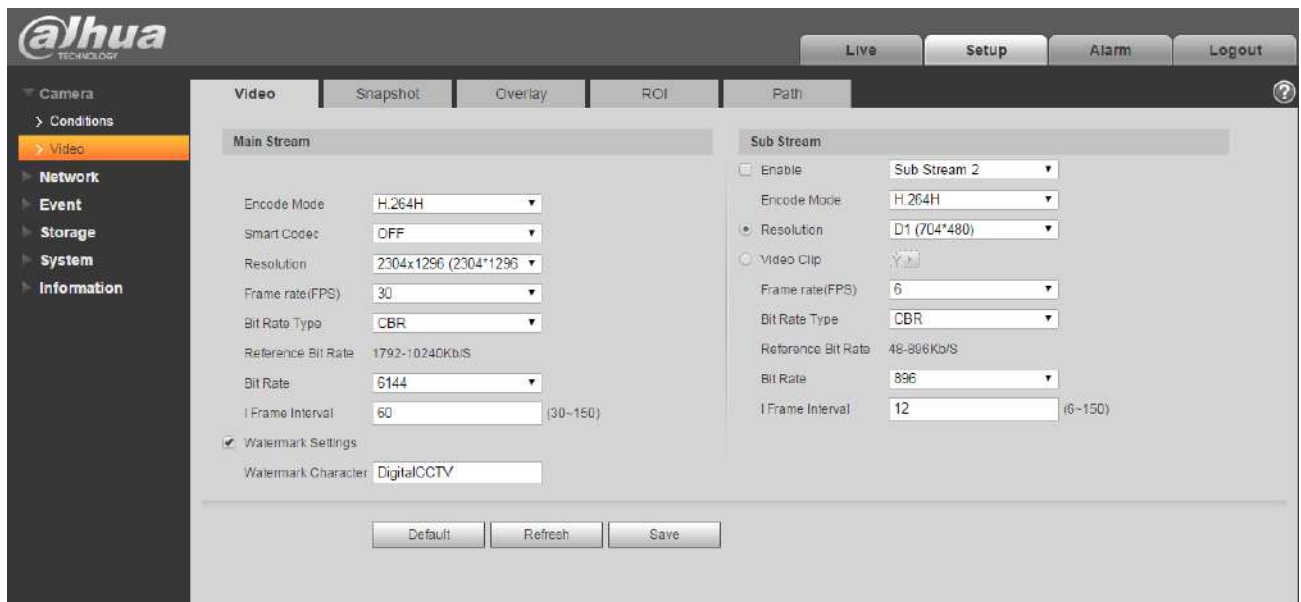 alhua
TECHNOLOGY
Live Setup Alarm Logout
Camera
Conditions
Video
Network
Event
Storage
System
Information
Video Snapshot Overlay ROI Path
Main Stream
Encode Mode H.264H
Smart Codec OFF
Resolution 2304x1296 (2304*1296
Frame rate(FPS) 30
Bit Rate Type CBR
Reference Bit Rate 1792-10240Kb/S
Bit Rate 6144
I Frame Interval 60 (30~150)
Watermark Settings
Watermark Character DigitalCCTV
Sub Stream
Enable Sub Stream 2
Encode Mode H.264H
Resolution D1 (704*480)
Video Clip
Frame rate(FPS) 6
Bit Rate Type CBR
Reference Bit Rate 48-896Kb/S
Bit Rate 896
I Frame Interval 12 (6~150)
Default Refresh Save